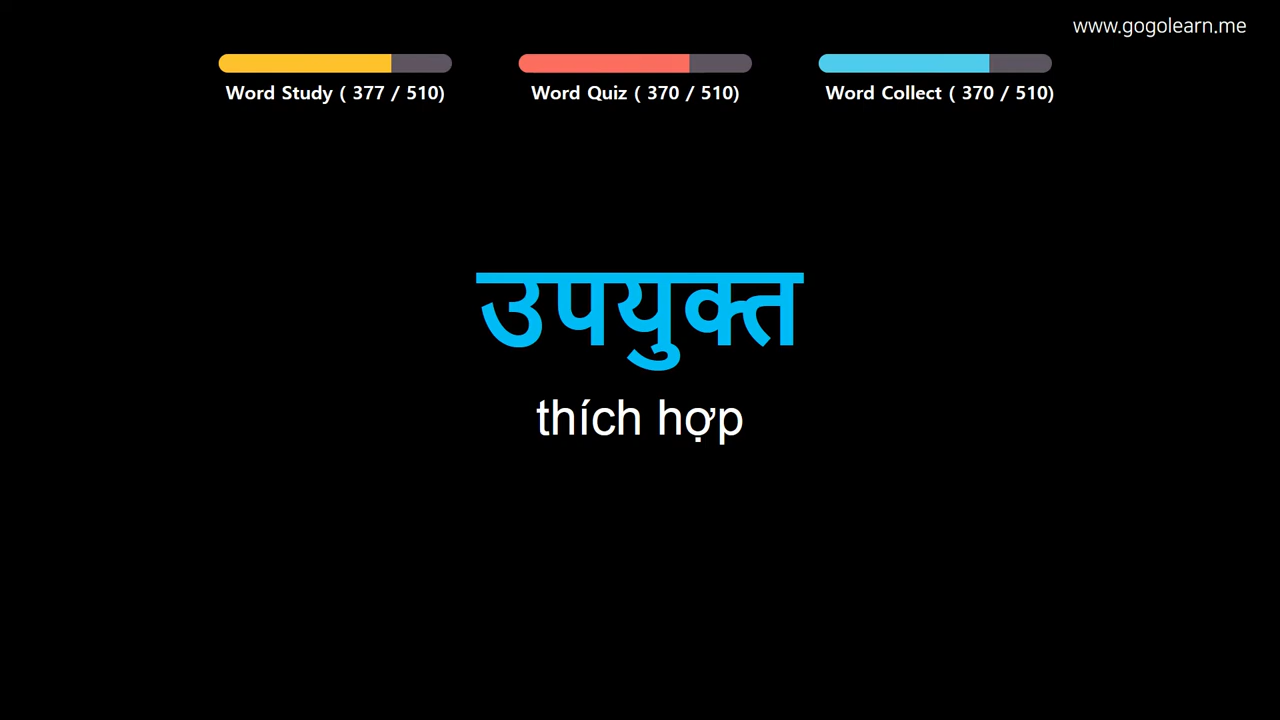 www.gogolearn.me
Word Study ( 377 / 510)
Word Quiz ( 370 / 510)
Word Collect ( 370 / 510)
उपयुक्त
thích hợp